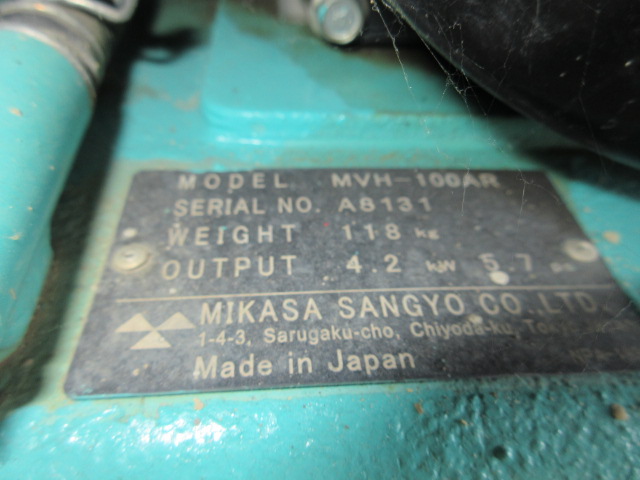 MODEL MVH-100AR
SERIAL NO. A8131
WEIGHT 118 kg
OUTPUT 4.2 kW 5.7
MIKASA SANGYO CO.,LTD.
1-4-3, Sarugaku-cho, Chiyoda-ku, Tokyo
Made in Japan